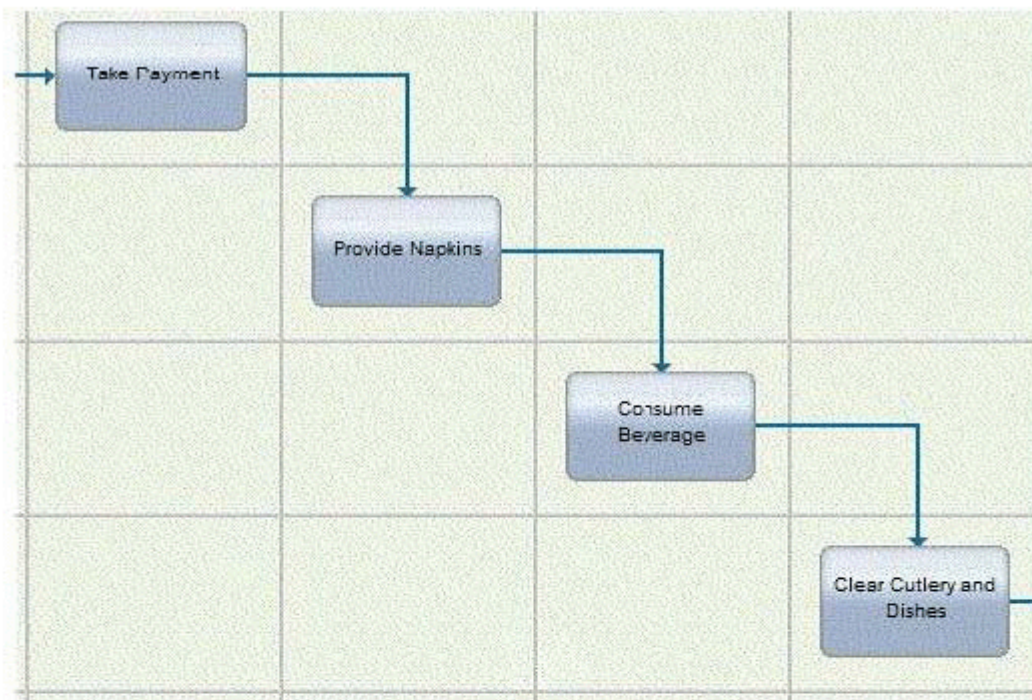 Take Payment
Provide Napkins
Consume
Beverage
Clear Cutlery and
Dishes